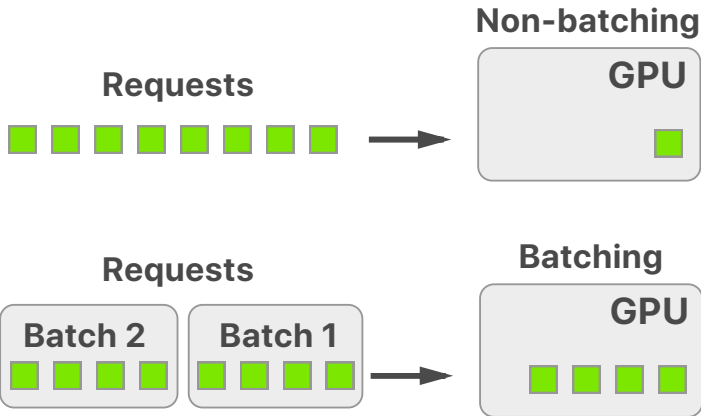 Non-batching
GPU
Requests
Batching
Requests
GPU
Batch 2
Batch 1